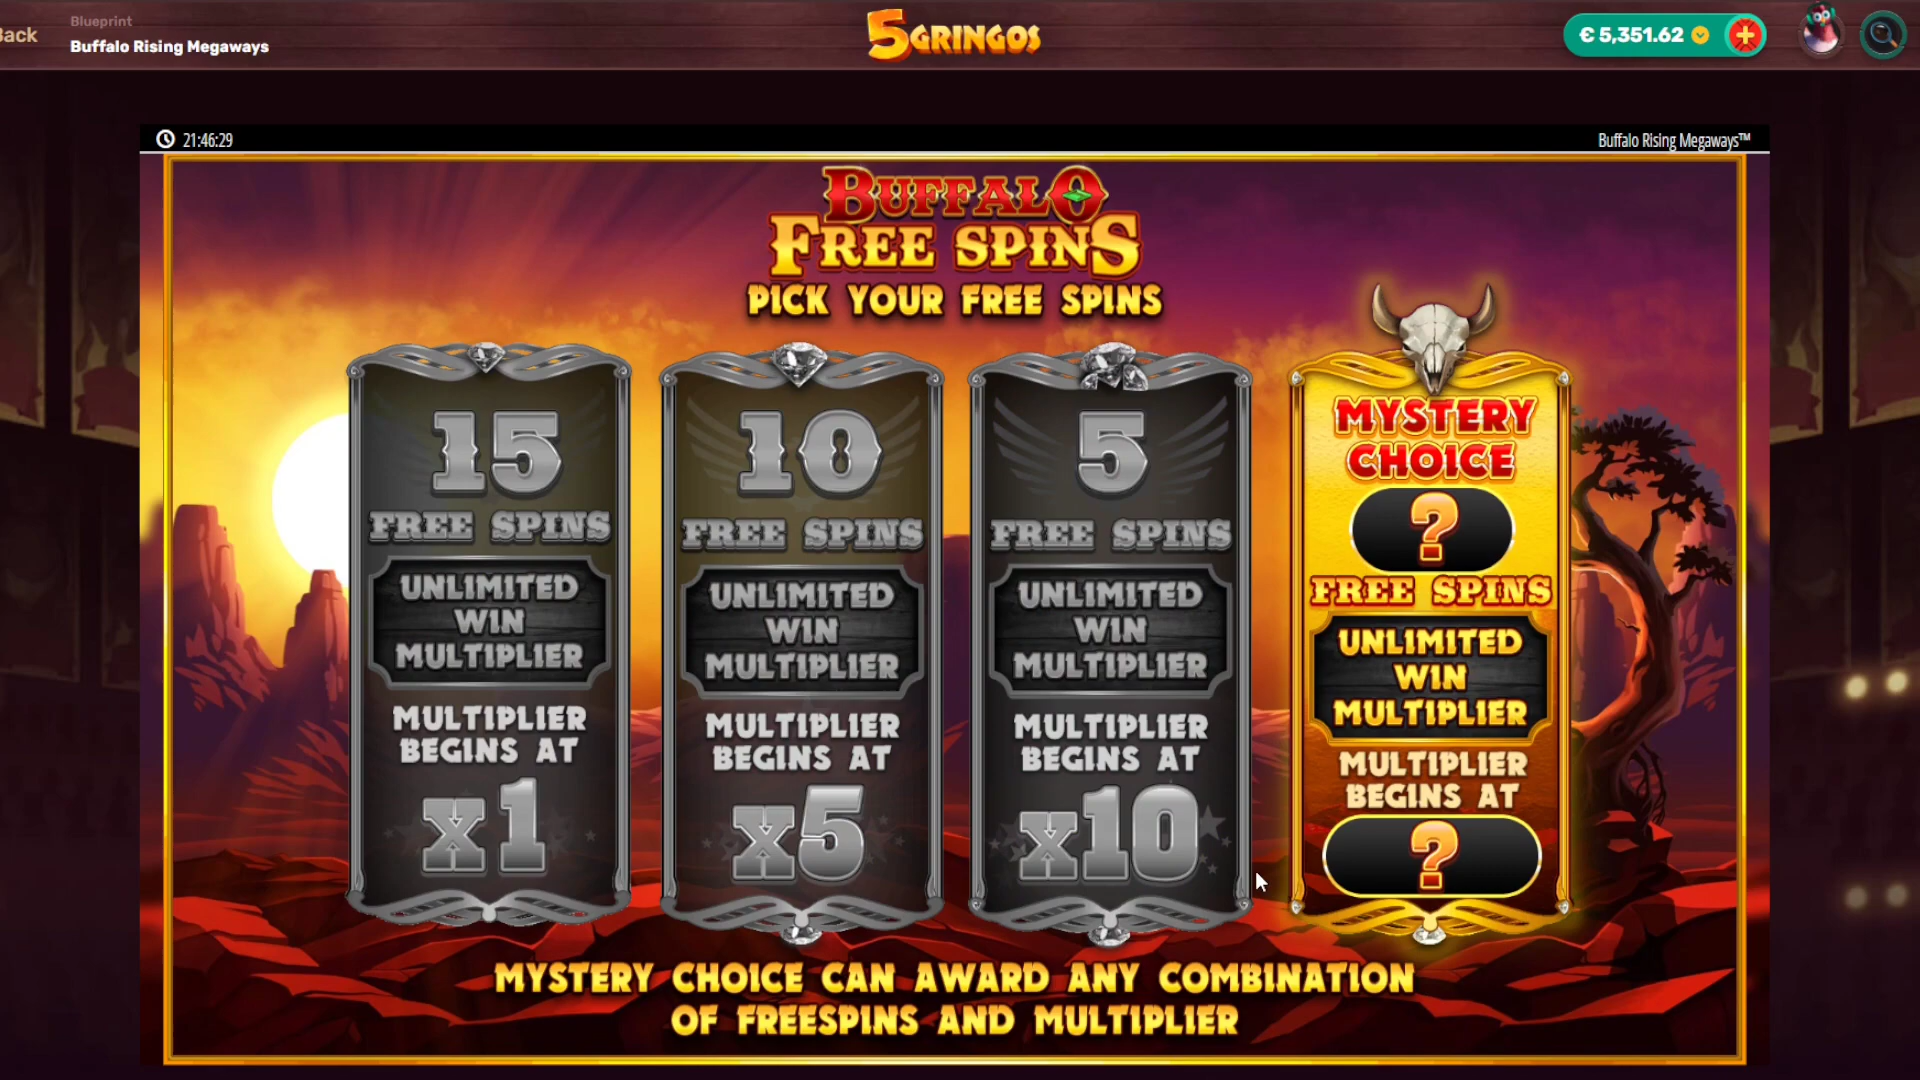 Back
Blueprint
Buffalo Rising Megaways
5GRINGOS
€ 5,351.62
21:46:29
Buffalo Rising Megaways™
BUFFALO
FREE SPINS
PICK YOUR FREE SPINS
15
FREE SPINS
UNLIMITED
WIN
MULTIPLIER
MULTIPLIER
BEGINS AT
x1
10
FREE SPINS
UNLIMITED
WIN
MULTIPLIER
MULTIPLIER
BEGINS AT
x5
5
FREE SPINS
UNLIMITED
WIN
MULTIPLIER
MULTIPLIER
BEGINS AT
x10
MYSTERY
CHOICE
?
FREE SPINS
UNLIMITED
WIN
MULTIPLIER
MULTIPLIER
BEGINS AT
?
MYSTERY CHOICE CAN AWARD ANY COMBINATION
OF FREESPINS AND MULTIPLIER